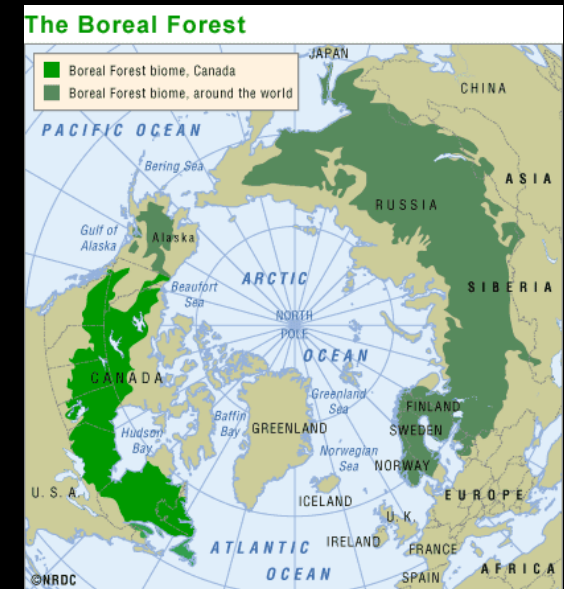 The Boreal Forest
Boreal Forest biome, Canada
Boreal Forest biome, around the world
JAPAN
CHINA
PACIFIC OCEAN
Bering Sea
ASIA
RUSSIA
Gulf of
Alaska
Alaska
SIBERIA
Beaufort
Sea
ARCTIC
OCEAN
NORTH
POLE
CANADA
Greenland
Sea
FINLAND
Baffin
Bay
GREENLAND
SWEDEN
Hudson
Bay
Norwegian
Sea
NORWAY
U.S.A.
ICELAND
EUROPE
U.K.
IRELAND
FRANCE
ATLANTIC
OCEAN
SPAIN
AFRICA
©NRDC